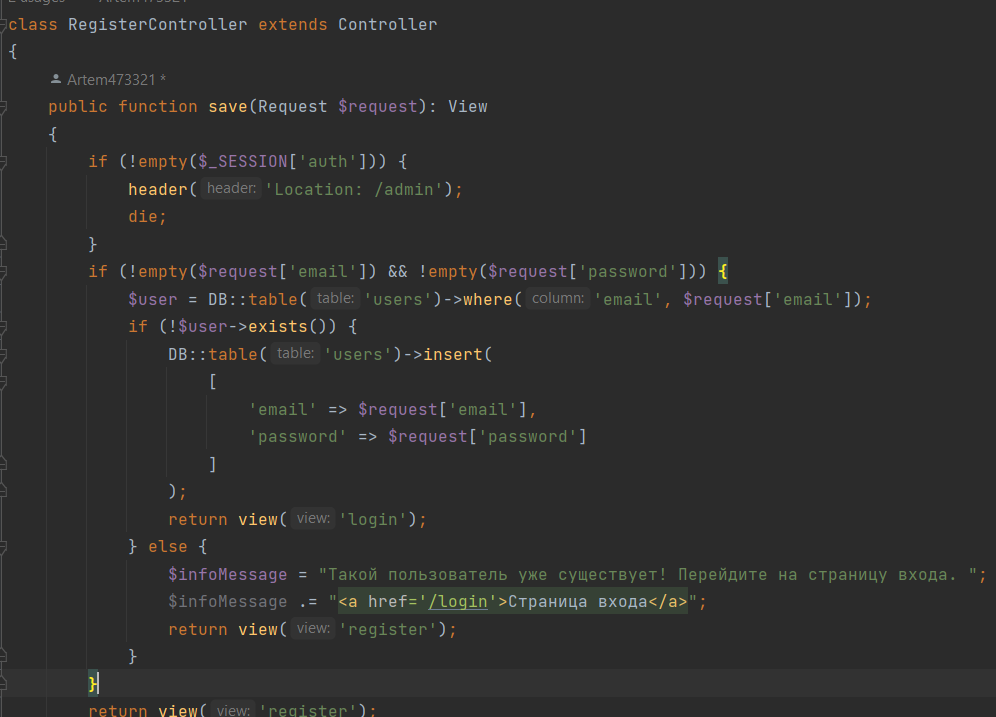 class RegisterController extends Controller
{
Artem473321 *
public function save(Request $request): View
{
if (!empty($_SESSION['auth'])) {
header( header: 'Location: /admin');
die;
}
if (!empty($request['email']) && !empty($request['password'])) {
$user = DB::table( table: 'users')->where( column: 'email', $request['email']);
if (!$user->exists()) {
DB::table( table: 'users')->insert(
[
'email' => $request['email'],
'password' => $request['password']
]
);
return view( view: 'login');
} else {
$infoMessage = "Такой пользователь уже существует! Перейдите на страницу входа. ";
$infoMessage .= "<a href='/login'>Страница входа</a>";
return view( view: 'register');
}
}
return view( view: 'register');